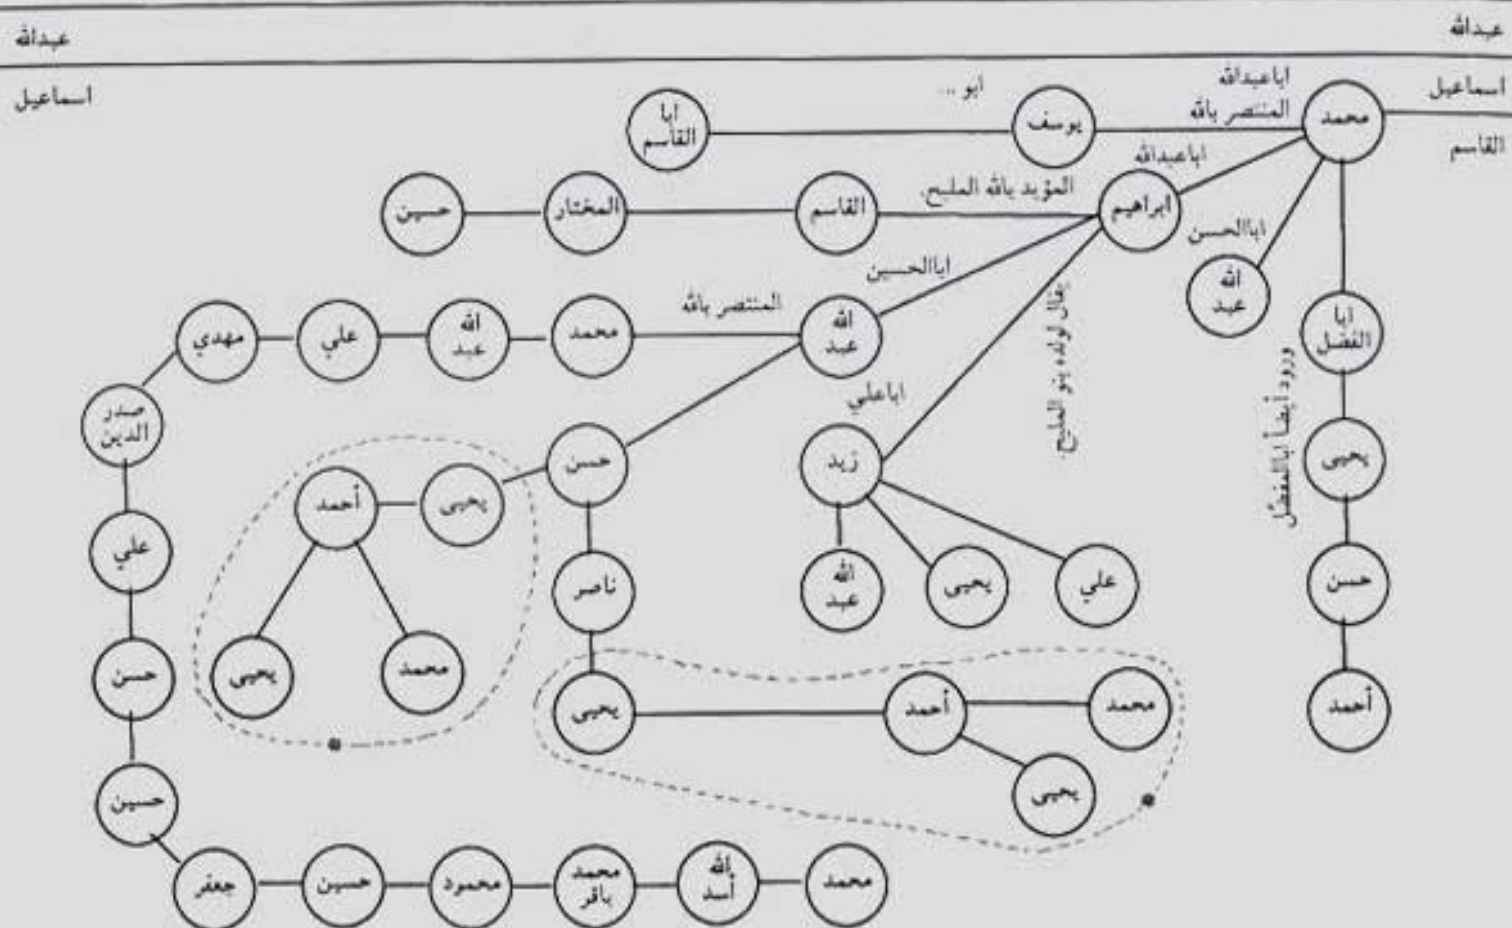 عبدالله
عبدالله
اسماعيل
القاسم
اسماعيل
محمد
اباعبدالله
المنتصر بالله
يوسف
ابو ...
ابا
القاسم
اباعبدالله
ابراهيم
المؤيد بالله المليح.
القاسم
المختار
حسين
اباالحسن
الله
عبد
ابا
الفضل
ورود أيضاً اباالمفضّل
يحيى
حسن
أحمد
اباالحسين
الله
عبد
المنتصر بالله
محمد
الله
عبد
علي
مهدي
صدر
الدين
علي
حسن
حسين
جعفر
حسين
محمود
محمد
باقر
الله
أسد
محمد
يقال لولده بنو المليح.
اباعلي
زيد
علي
يحيى
الله
عبد
حسن
يحيى
أحمد
محمد
يحيى
ناصر
يحيى
أحمد
محمد
يحيى